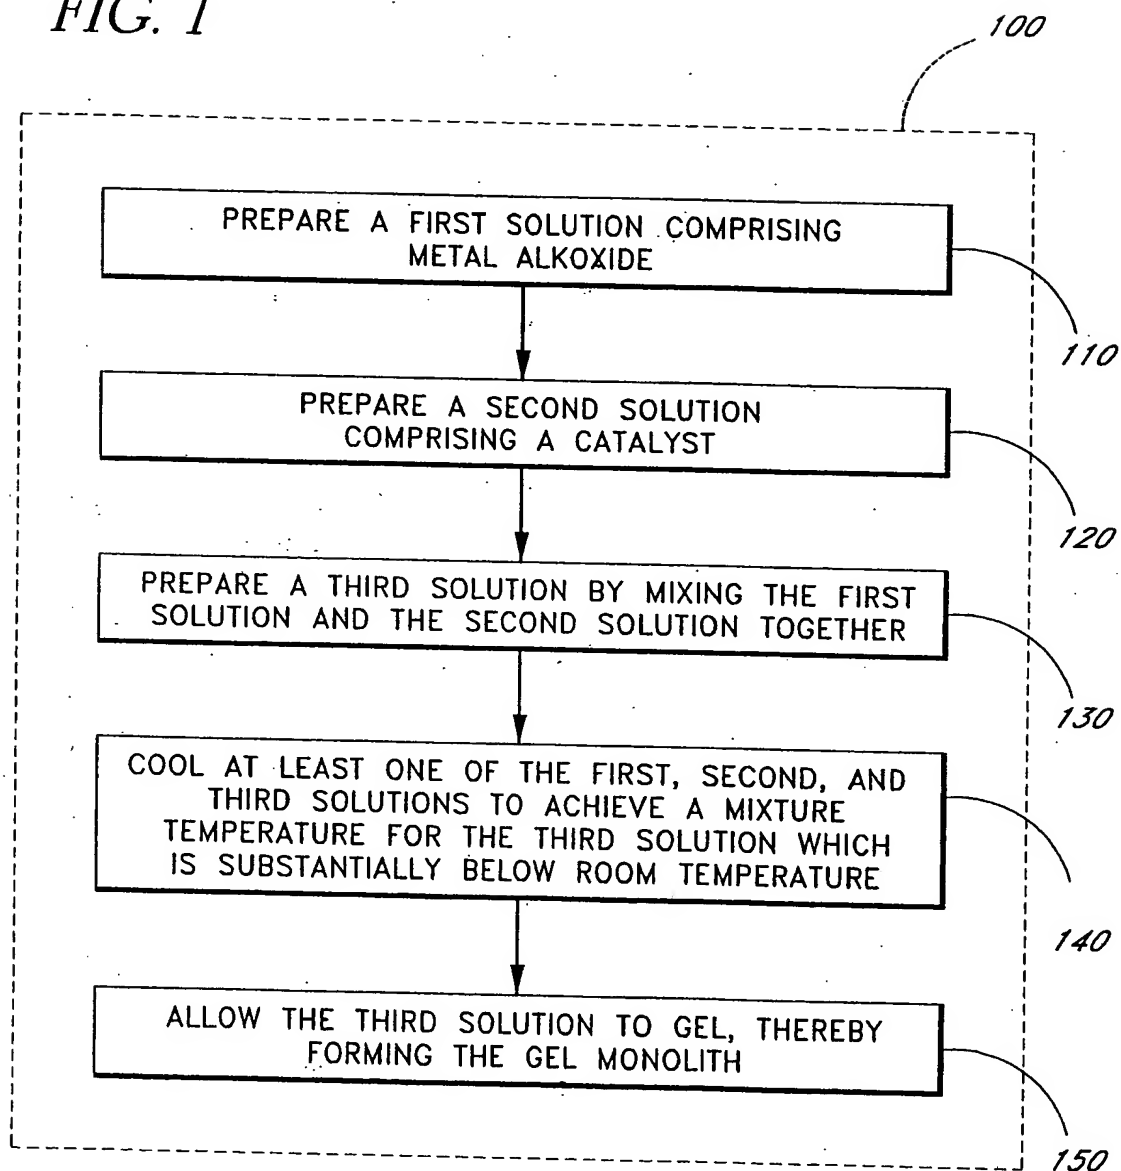 FIG. 1
100
PREPARE A FIRST SOLUTION COMPRISING
METAL ALKOXIDE
110
PREPARE A SECOND SOLUTION
COMPRISING A CATALYST
120
PREPARE A THIRD SOLUTION BY MIXING THE FIRST
SOLUTION AND THE SECOND SOLUTION TOGETHER
130
COOL AT LEAST ONE OF THE FIRST, SECOND, AND
THIRD SOLUTIONS TO ACHIEVE A MIXTURE
TEMPERATURE FOR THE THIRD SOLUTION WHICH
IS SUBSTANTIALLY BELOW ROOM TEMPERATURE
140
ALLOW THE THIRD SOLUTION TO GEL, THEREBY
FORMING THE GEL MONOLITH
150